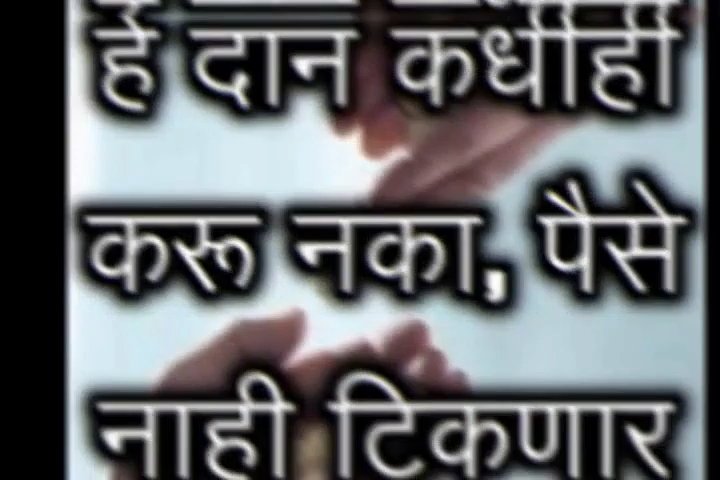 हे दान कधीही
करू नका, पैसे
नाही टिकणार